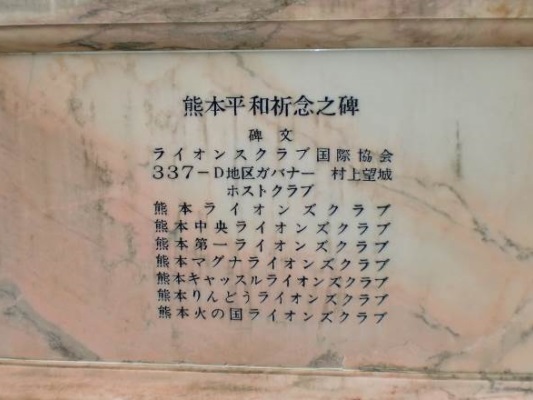 熊本平和祈念之碑
碑文
ライオンズクラブ国際協会
337-D地区ガバナー 村上望城
ホストクラブ
熊本ライオンズクラブ
熊本中央ライオンズクラブ
熊本第一ライオンズクラブ
熊本マグナライオンズクラブ
熊本キャッスルライオンズクラブ
熊本りんどうライオンズクラブ
熊本火の国ライオンズクラブ